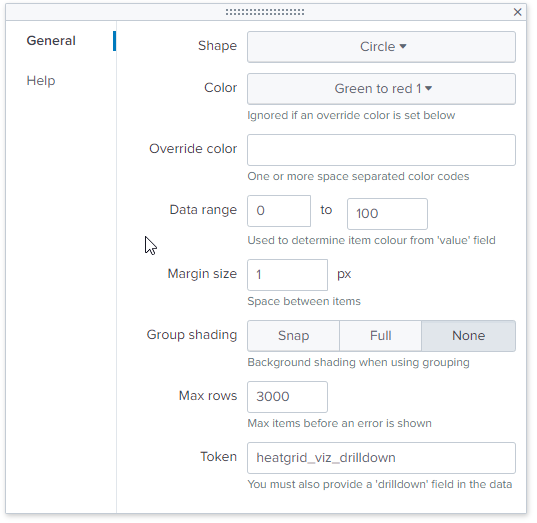 General
Help
Shape Circle
Color Green to red 1
Ignored if an override color is set below
Override color
One or more space separated color codes
Data range 0 to 100
Used to determine item colour from 'value' field
Margin size 1 px
Space between items
Group shading Snap Full None
Background shading when using grouping
Max rows 3000
Max items before an error is shown
Token heatgrid_viz_drilldown
You must also provide a 'drilldown' field in the data